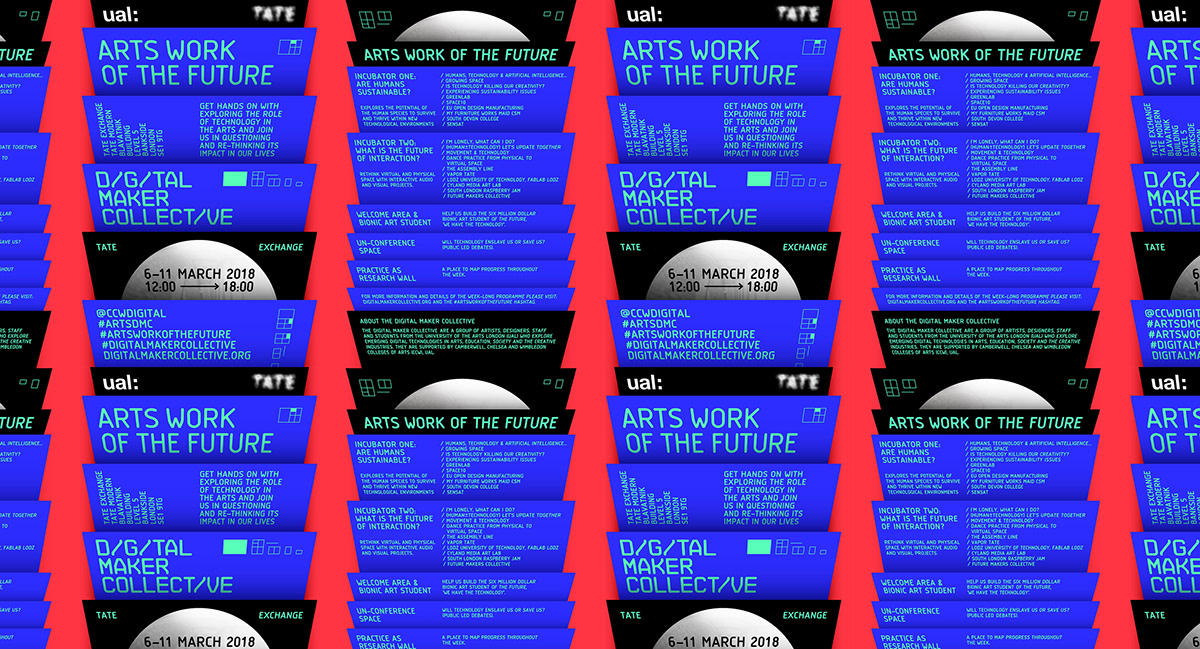 UTURE
ual:
TATE
ARTS WORK
OF THE FUTURE
TATE EXCHANGE
TATE MODERN
BLAVATNIK
BUILDING
LEVEL 5
BANKSIDE
LONDON
SE1 9TG
GET HANDS ON WITH
EXPLORING THE ROLE
OF TECHNOLOGY IN
THE ARTS AND JOIN
US IN QUESTIONING
AND RE-THINKING ITS
IMPACT IN OUR LIVES
D/G/TAL
MAKER
COLLECT/VE
TATE
EXCHANGE
6–11 MARCH 2018
12:00 ⟶ 18:00
@CCWDIGITAL
#ARTSDMC
#ARTSWORKOFTHEFUTURE
#DIGITALMAKERCOLLECTIVE
DIGITALMAKERCOLLECTIVE.ORG
ARTS WORK OF THE FUTURE
INCUBATOR ONE:
ARE HUMANS
SUSTAINABLE?
EXPLORES THE POTENTIAL OF
THE HUMAN SPECIES TO SURVIVE
AND THRIVE WITHIN NEW
TECHNOLOGICAL ENVIRONMENTS
/ HUMANS, TECHNOLOGY & ARTIFICIAL INTELLIGENCE...
/ GROWING SPACE
/ IS TECHNOLOGY KILLING OUR CREATIVITY?
/ EXPERIENCING SUSTAINABILITY ISSUES
/ GREENLAB
/ SPACE10
/ EU OPEN DESIGN MANUFACTURING
/ MY FURNITURE WORKS MAID CSM
/ SOUTH DEVON COLLEGE
/ SENSAT
INCUBATOR TWO:
WHAT IS THE FUTURE
OF INTERACTION?
RETHINK VIRTUAL AND PHYSICAL
SPACE WITH INTERACTIVE AUDIO
AND VISUAL PROJECTS.
/ I'M LONELY, WHAT CAN I DO?
/ (HUMAN:TECHNOLOGY) LET'S UPDATE TOGETHER
/ MOVEMENT & TECHNOLOGY
/ DANCE PRACTICE FROM PHYSICAL TO
VIRTUAL SPACE
/ THE ASSEMBLY LINE
/ VAPOR TATE
/ LODZ UNIVERSITY OF TECHNOLOGY, FABLAB LODZ
/ CYLAND MEDIA ART LAB
/ SOUTH LONDON RASPBERRY JAM
/ FUTURE MAKERS COLLECTIVE
WELCOME AREA &
BIONIC ART STUDENT
HELP US BUILD THE SIX MILLION DOLLAR
BIONIC ART STUDENT OF THE FUTURE.
'WE HAVE THE TECHNOLOGY'.
UN-CONFERENCE
SPACE
WILL TECHNOLOGY ENSLAVE US OR SAVE US?
(PUBLIC LED DEBATES).
PRACTICE AS
RESEARCH WALL
A PLACE TO MAP PROGRESS THROUGHOUT
THE WEEK.
FOR MORE INFORMATION AND DETAILS OF THE WEEK-LONG PROGRAMME PLEASE VISIT:
DIGITALMAKERCOLLECTIVE.ORG AND THE #ARTSWORKOFTHEFUTURE HASHTAG
ABOUT THE DIGITAL MAKER COLLECTIVE
THE DIGITAL MAKER COLLECTIVE ARE A GROUP OF ARTISTS, DESIGNERS, STAFF
AND STUDENTS FROM THE UNIVERSITY OF THE ARTS LONDON (UAL) WHO EXPLORE
EMERGING DIGITAL TECHNOLOGIES IN ARTS, EDUCATION, SOCIETY AND THE CREATIVE
INDUSTRIES. THEY ARE SUPPORTED BY CAMBERWELL, CHELSEA AND WIMBLEDON
COLLEGES OF ARTS (CCW), UAL.